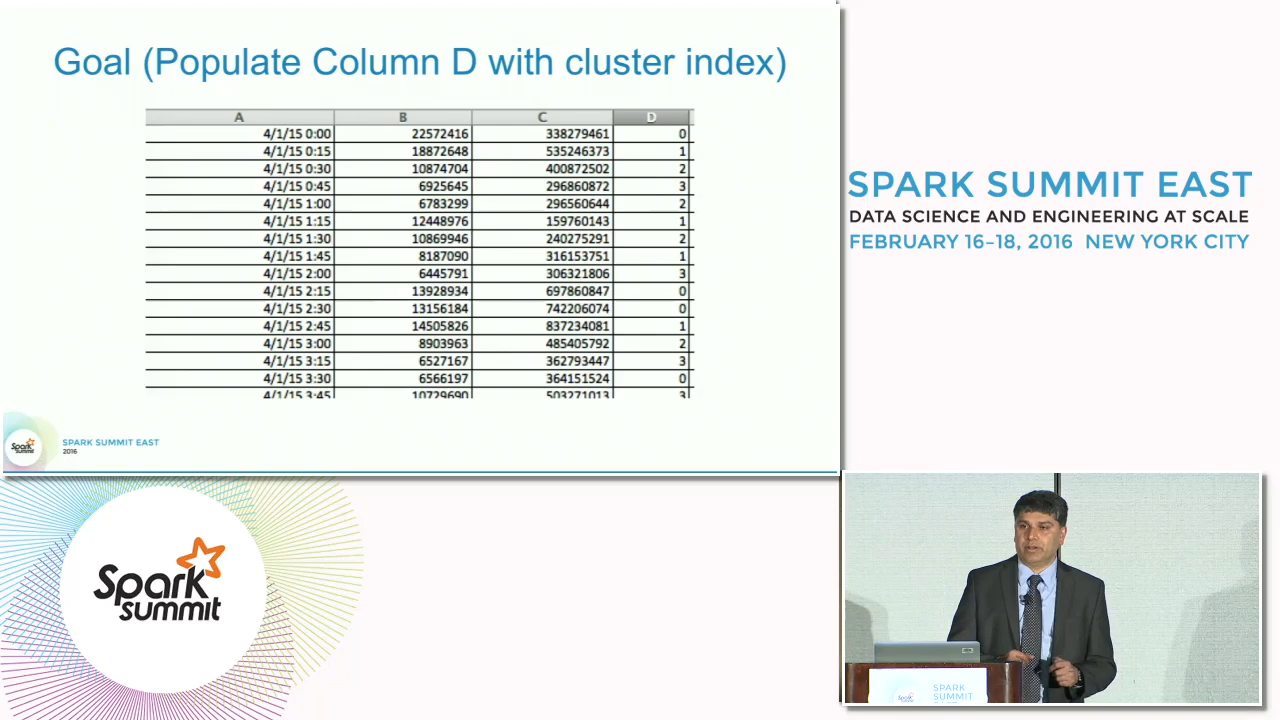 Goal (Populate Column D with cluster index)
A B C D
4/1/15 0:00 22572416 338279461 0
4/1/15 0:15 18872648 535246373 1
4/1/15 0:30 10874704 400872502 2
4/1/15 0:45 6925645 296860872 3
4/1/15 1:00 6783299 296560644 2
4/1/15 1:15 12448976 159760143 1
4/1/15 1:30 10869946 240275291 2
4/1/15 1:45 8187090 316153751 1
4/1/15 2:00 6445791 306321806 3
4/1/15 2:15 13928934 697860847 0
4/1/15 2:30 13156184 742206074 0
4/1/15 2:45 14505826 837234081 1
4/1/15 3:00 8903963 485405792 2
4/1/15 3:15 6527167 362793447 3
4/1/15 3:30 6566197 364151524 0
4/1/15 3:45 10729690 503271013 3
Spark
summit
SPARK SUMMIT EAST
2016
SPARK SUMMIT EAST
DATA SCIENCE AND ENGINEERING AT SCALE
FEBRUARY 16–18, 2016 NEW YORK CITY
Spark
summit
Spark
summit
SPARK
SUMMIT